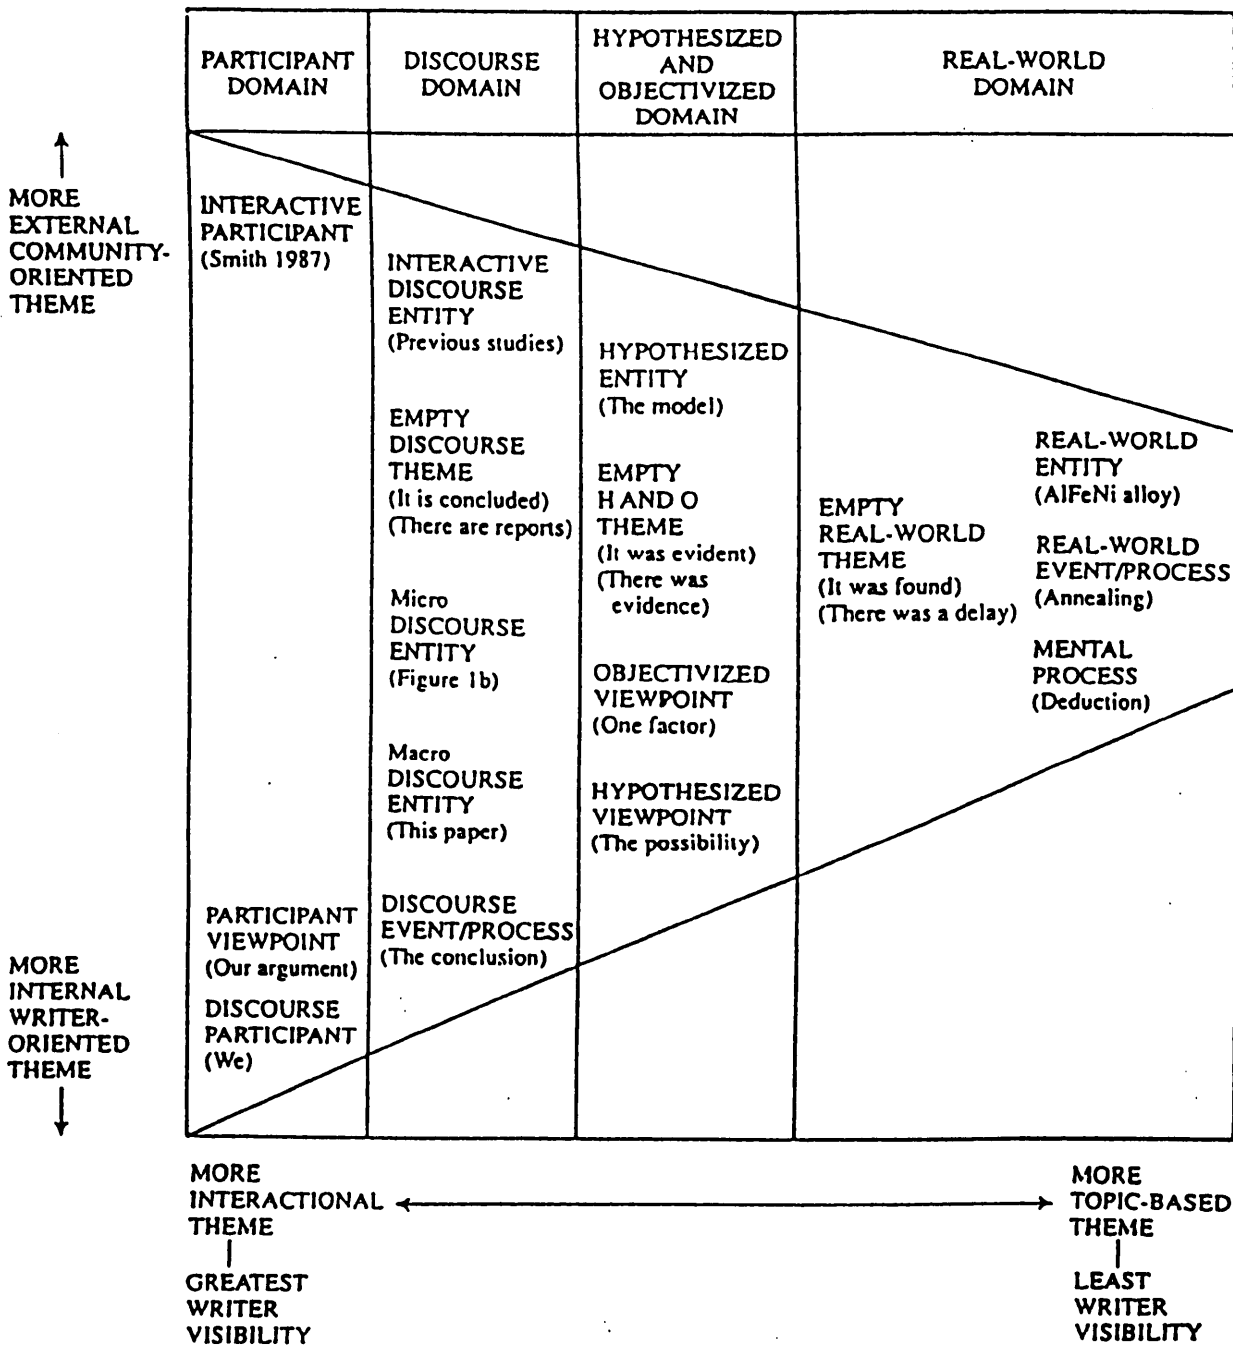 PARTICIPANT
DOMAIN
DISCOURSE
DOMAIN
HYPOTHESIZED
AND
OBJECTIVIZED
DOMAIN
REAL-WORLD
DOMAIN
MORE
EXTERNAL
COMMUNITY-
ORIENTED
THEME
INTERACTIVE
PARTICIPANT
(Smith 1987)
PARTICIPANT
VIEWPOINT
(Our argument)
DISCOURSE
PARTICIPANT
(We)
INTERACTIVE
DISCOURSE
ENTITY
(Previous studies)
EMPTY
DISCOURSE
THEME
(It is concluded)
(There are reports)
Micro
DISCOURSE
ENTITY
(Figure 1b)
Macro
DISCOURSE
ENTITY
(This paper)
DISCOURSE
EVENT/PROCESS
(The conclusion)
HYPOTHESIZED
ENTITY
(The model)
EMPTY
H AND O
THEME
(It was evident)
(There was
evidence)
OBJECTIVIZED
VIEWPOINT
(One factor)
HYPOTHESIZED
VIEWPOINT
(The possibility)
EMPTY
REAL-WORLD
THEME
(It was found)
(There was a delay)
REAL-WORLD
ENTITY
(AlFeNi alloy)
REAL-WORLD
EVENT/PROCESS
(Annealing)
MENTAL
PROCESS
(Deduction)
MORE
INTERNAL
WRITER-
ORIENTED
THEME
MORE
INTERACTIONAL
THEME
GREATEST
WRITER
VISIBILITY
MORE
TOPIC-BASED
THEME
LEAST
WRITER
VISIBILITY